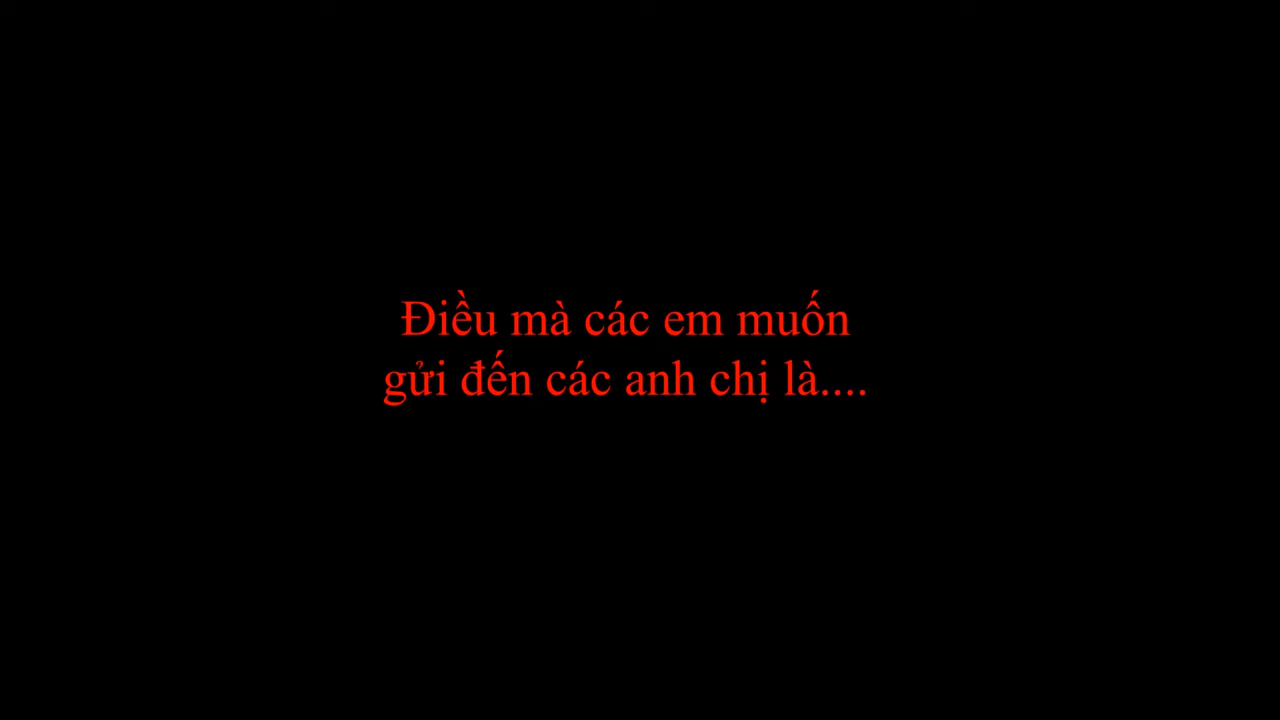 Điều mà các em muốn
gửi đến các anh chị là....